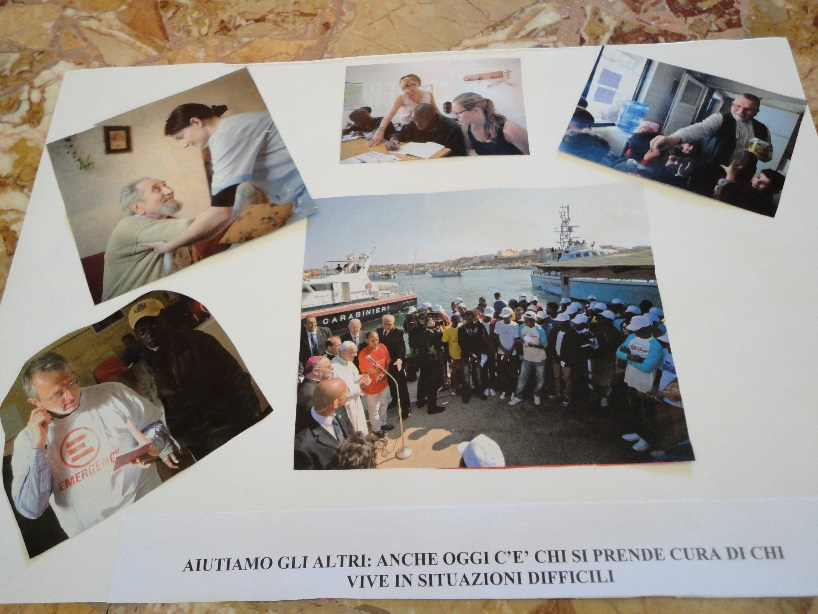 CARABINIERI
EMERGENCY
AIUTIAMO GLI ALTRI: ANCHE OGGI C'E' CHI SI PRENDE CURA DI CHI
VIVE IN SITUAZIONI DIFFICILI